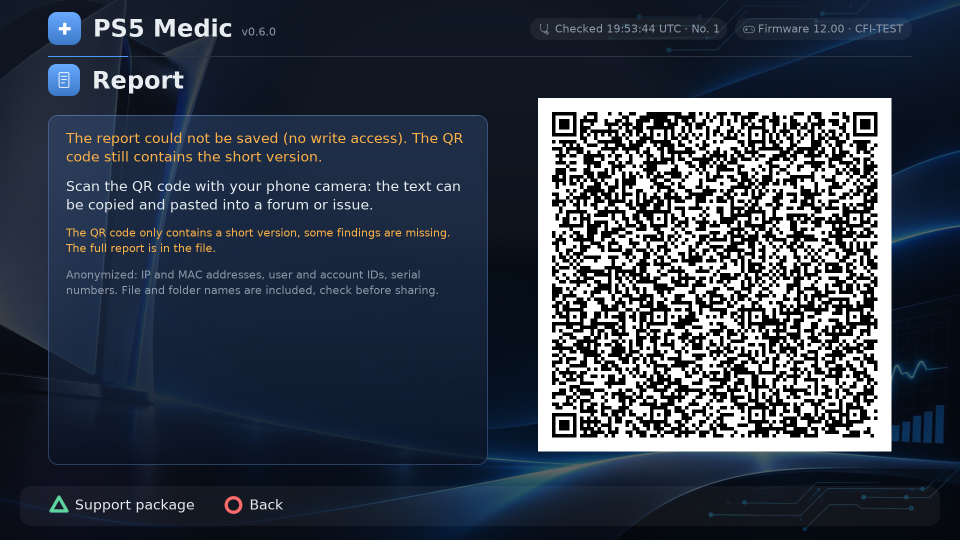 PS5 Medic v0.6.0
Checked 19:53:44 UTC · No. 1
Firmware 12.00 · CFI-TEST
Report
The report could not be saved (no write access). The QR
code still contains the short version.
Scan the QR code with your phone camera: the text can
be copied and pasted into a forum or issue.
The QR code only contains a short version, some findings are missing.
The full report is in the file.
Anonymized: IP and MAC addresses, user and account IDs, serial
numbers. File and folder names are included, check before sharing.
Support package
Back